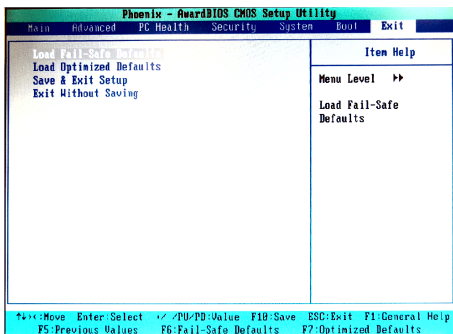 Phoenix - AwardBIOS CMOS Setup Utility
Main Advanced PC Health Security System Boot Exit
Load Fail-Safe Defaults
Load Optimized Defaults
Save & Exit Setup
Exit Without Saving
Item Help
Menu Level ▸▸
Load Fail-Safe
Defaults
↑↓→←:Move Enter:Select +/-/PU/PD:Value F10:Save ESC:Exit F1:General Help
F5:Previous Values F6:Fail-Safe Defaults F7:Optimized Defaults